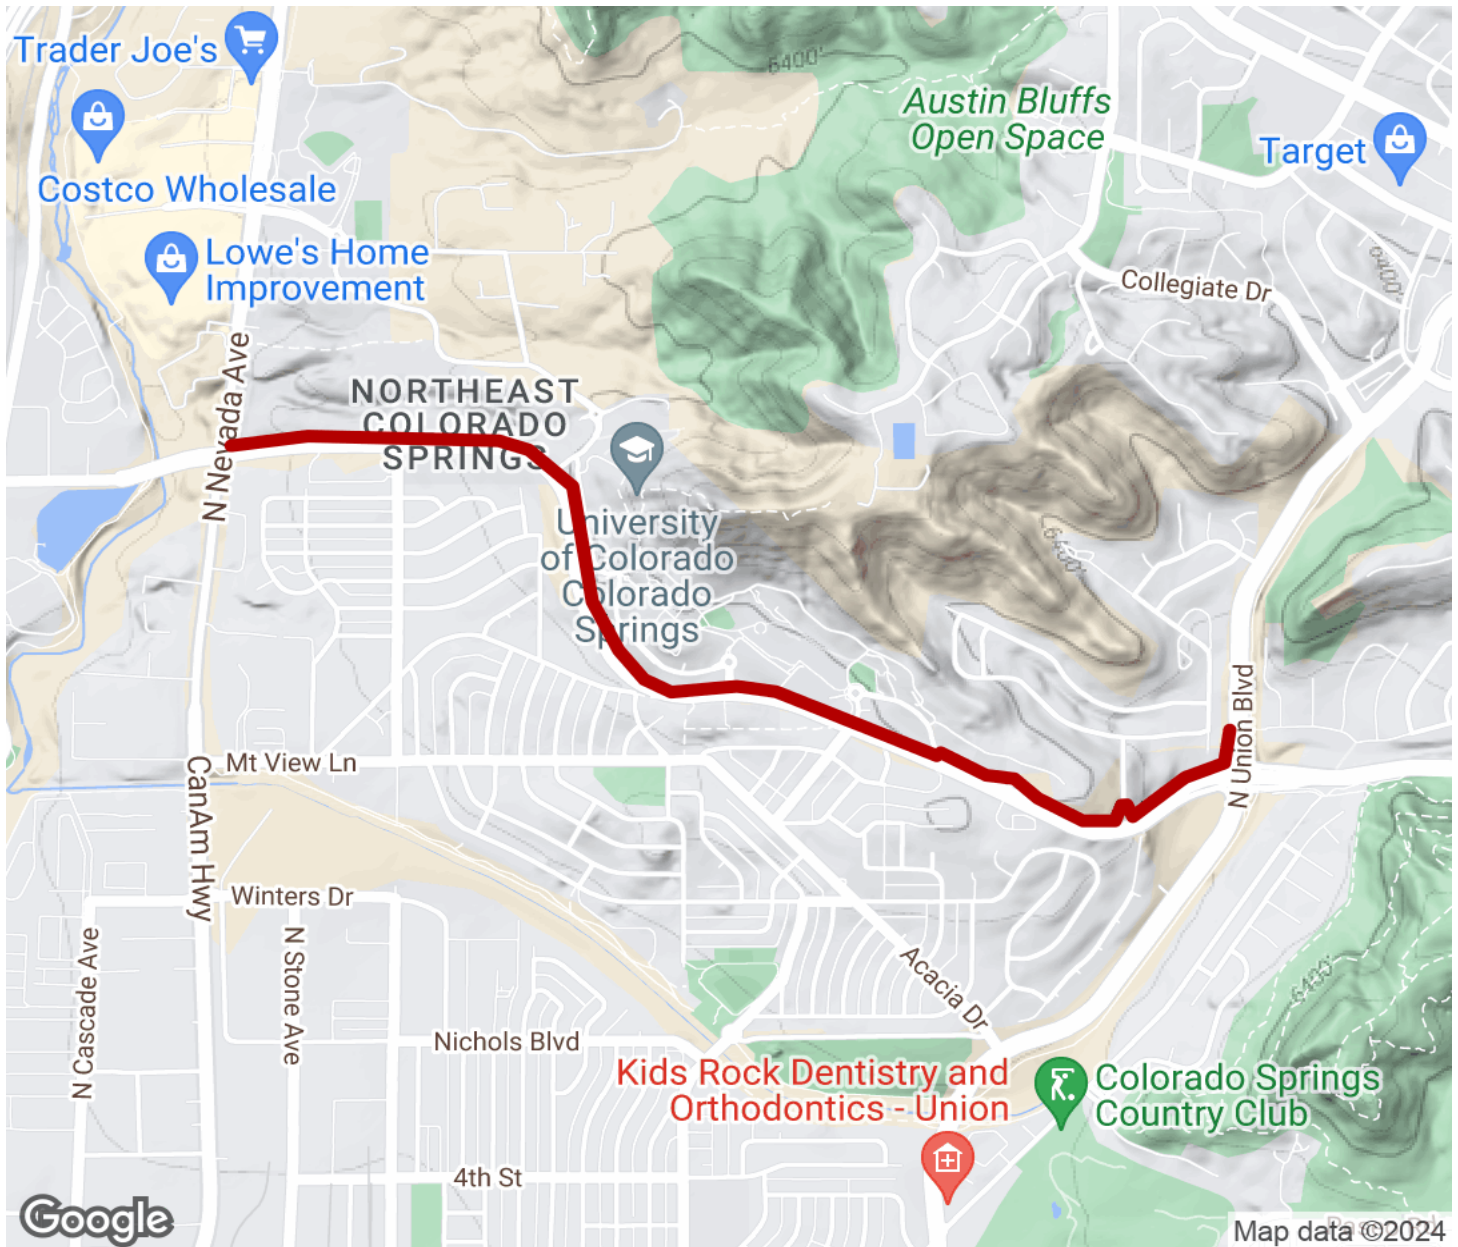 Trader Joe's
6400'
Austin Bluffs
Open Space
Target
Costco Wholesale
Lowe's Home
Improvement
6400'
Collegiate Dr
N Nevada Ave
NORTHEAST
COLORADO
SPRINGS
University
of Colorado
Colorado
Springs
6400'
N Union Blvd
Mt View Ln
CanAm Hwy
Winters Dr
N Cascade Ave
N Stone Ave
Acacia Dr
6400'
Nichols Blvd
Kids Rock Dentistry and
Orthodontics - Union
Colorado Springs
Country Club
4th St
Google
Map data ©2024